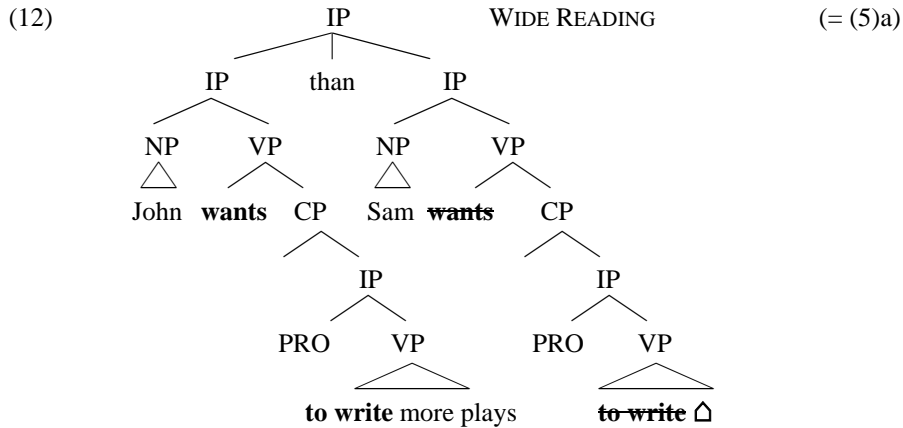 (12) IP WIDE READING (= (5)a)
IP than IP
NP VP NP VP
John wants CP Sam wants CP
IP IP
PRO VP PRO VP
to write more plays to write